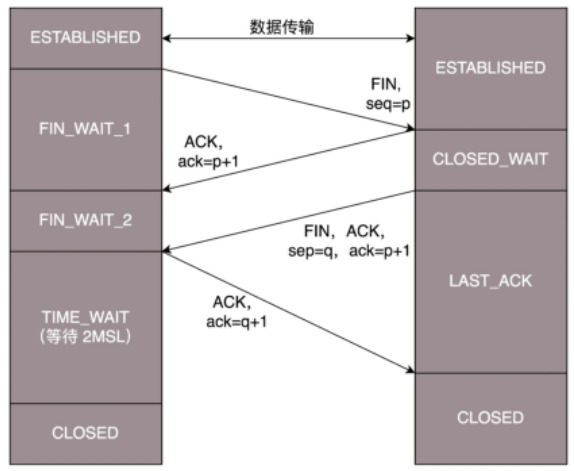 ESTABLISHED
数据传输
ESTABLISHED
FIN,
seq=p
FIN_WAIT_1
ACK,
ack=p+1
CLOSED_WAIT
FIN_WAIT_2
FIN, ACK,
sep=q, ack=p+1
LAST_ACK
TIME_WAIT
(等待 2MSL)
ACK,
ack=q+1
CLOSED
CLOSED